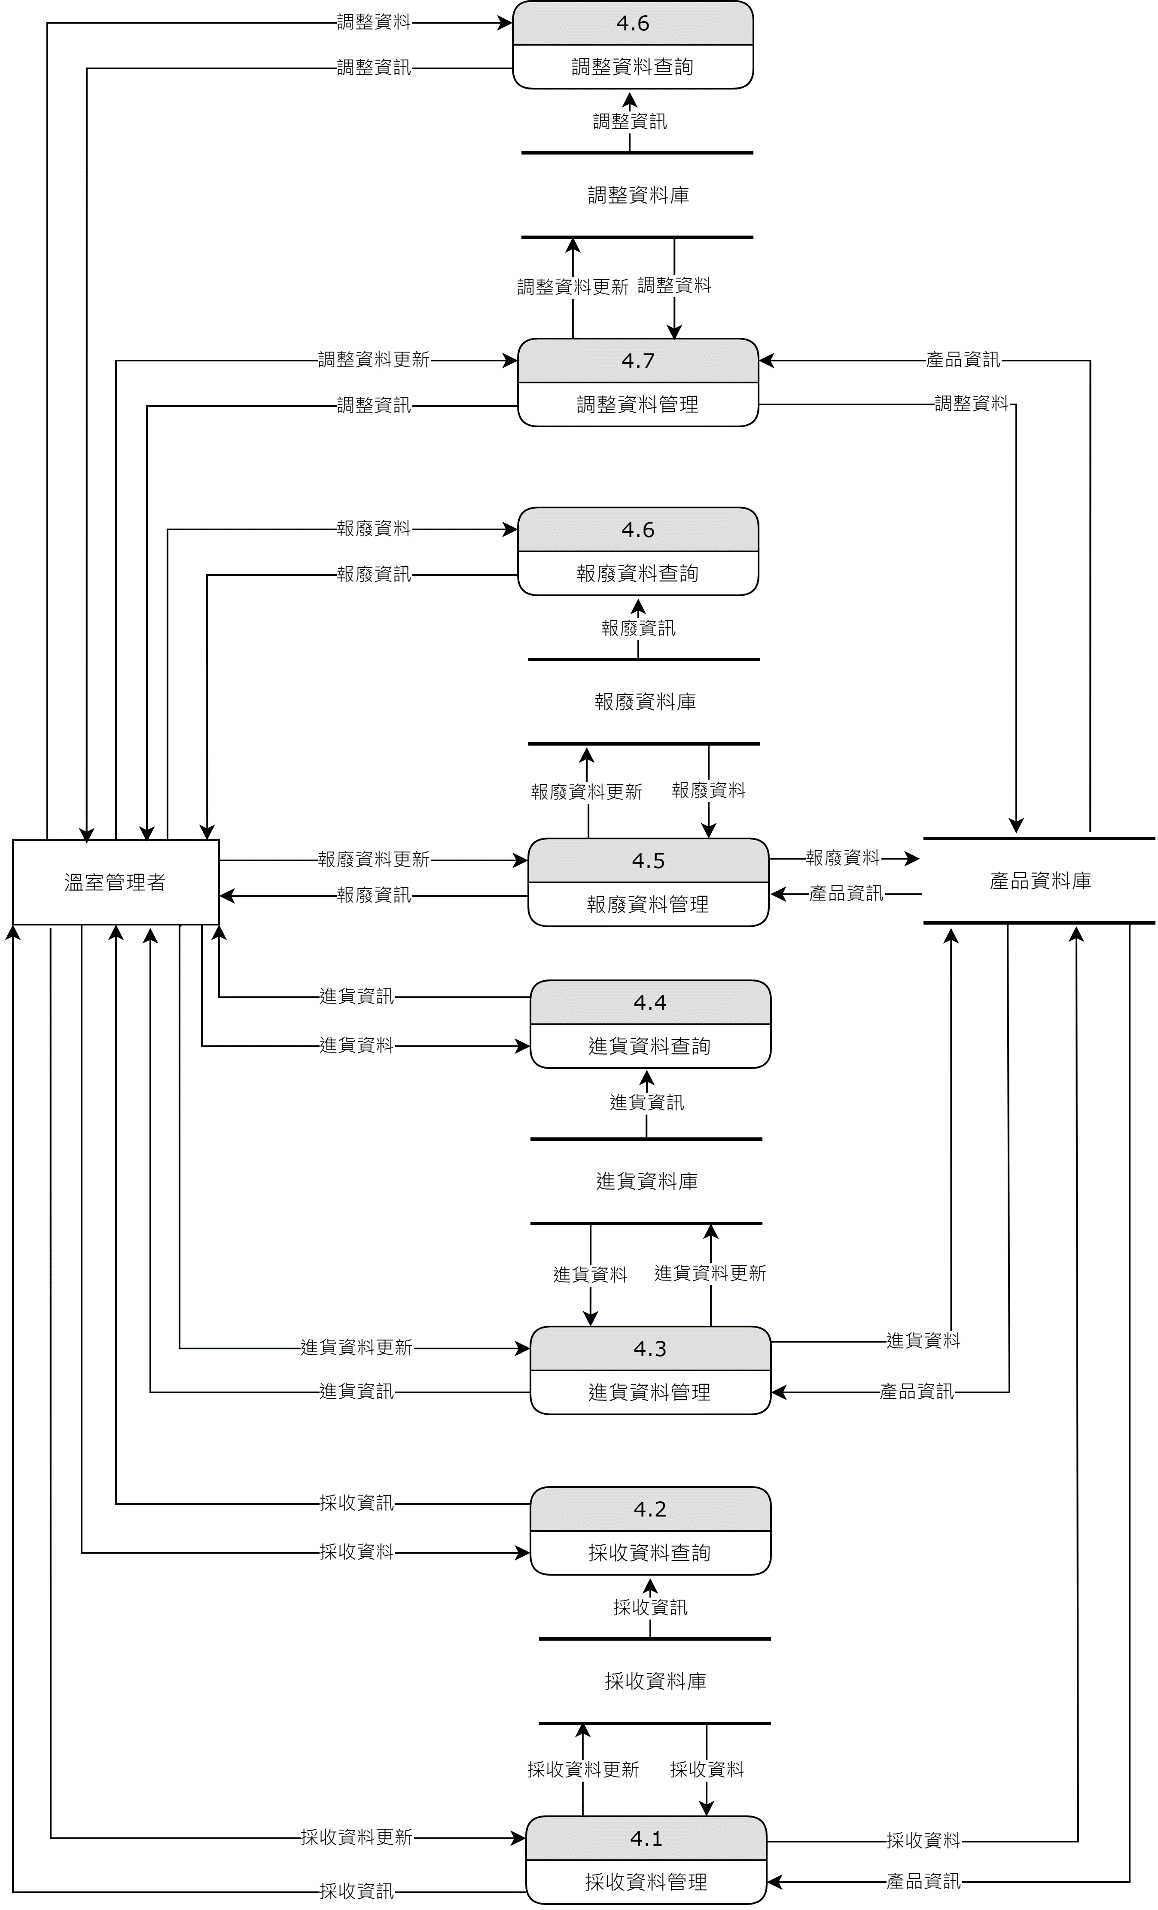 調整資料
4.6
調整資料查詢
調整資訊
調整資訊
調整資料庫
調整資料更新
調整資料
調整資料更新
4.7
產品資訊
調整資訊
調整資料管理
調整資料
報廢資料
4.6
報廢資訊
報廢資料查詢
報廢資訊
報廢資料庫
報廢資料更新
報廢資料
溫室管理者
報廢資料更新
4.5
報廢資料
產品資料庫
報廢資訊
報廢資料管理
產品資訊
進貨資訊
4.4
進貨資料
進貨資料查詢
進貨資訊
進貨資料庫
進貨資料
進貨資料更新
進貨資料更新
4.3
進貨資料
進貨資訊
進貨資料管理
產品資訊
採收資訊
4.2
採收資料
採收資料查詢
採收資訊
採收資料庫
採收資料更新
採收資料
採收資料更新
4.1
採收資料
採收資訊
採收資料管理
產品資訊